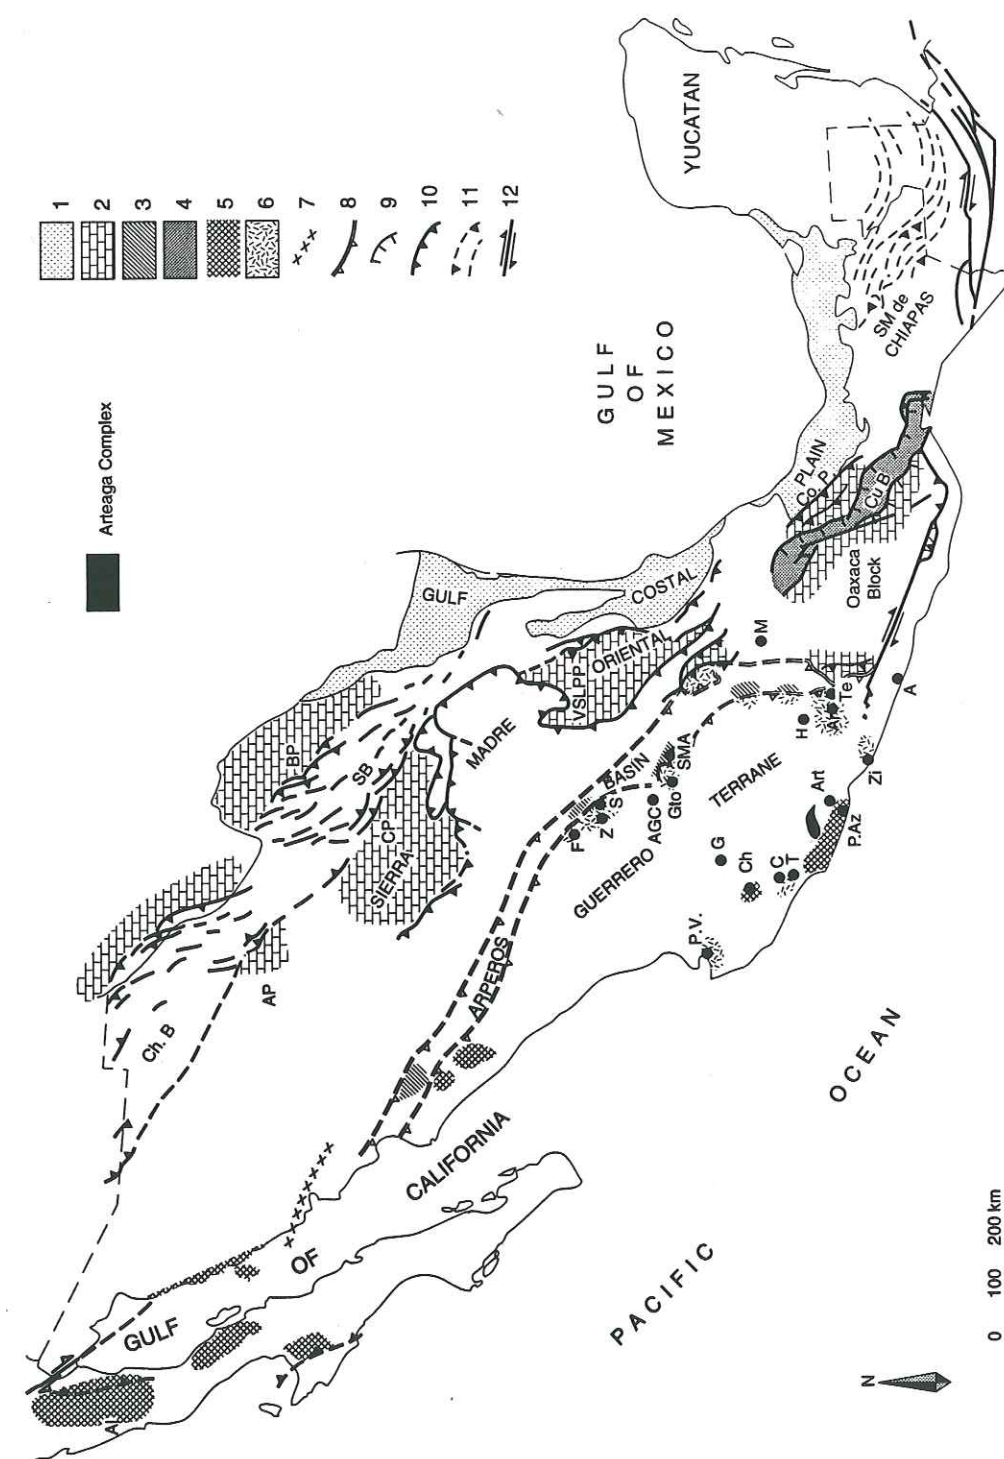 Arteaga Complex
1
2
3
4
5
6
7
8
9
10
11
12
GULF
OF
MEXICO
YUCATAN
SM de
CHIAPAS
PLAIN
Co. P.
Cu B
Oaxaca
Block
GULF
COSTAL
BP
SB
CP
SIERRA
MADRE
ORIENTAL
VSLPP
AP
Ch. B
ARPEROS
BASIN
GUERRERO
TERRANE
F
Z
S
AGC
Gto
SMA
M
H
Ar
Te
A
Zi
Art
P.Az
G
Ch
C
T
P.V.
GULF
OF
CALIFORNIA
PACIFIC
OCEAN
N
0 100 200 km